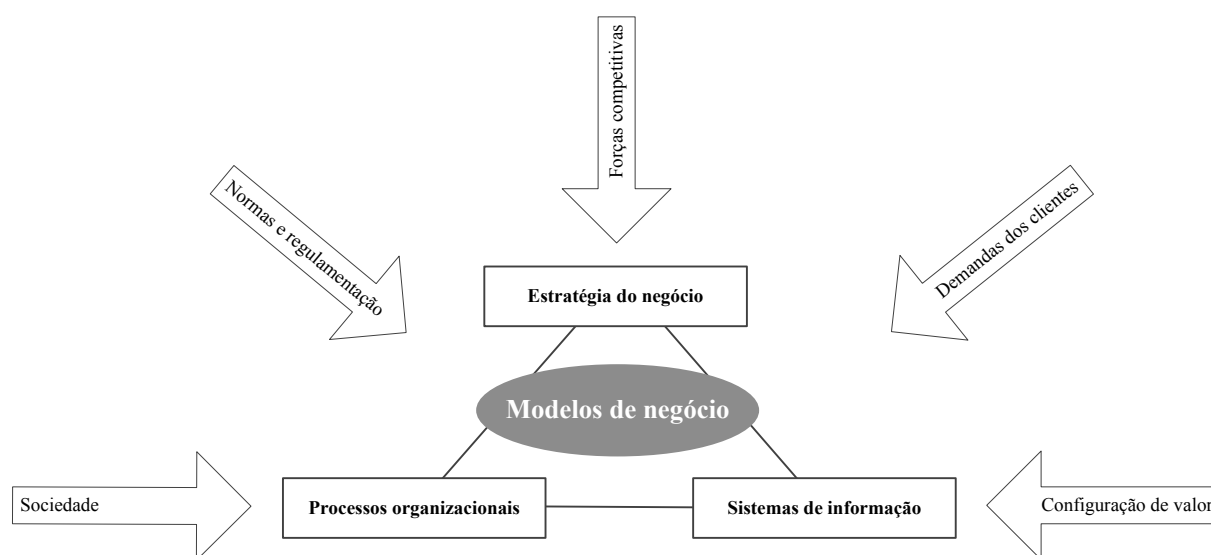 Forças competitivas
Normas e regulamentação
Demandas dos clientes
Estratégia do negócio
Modelos de negócio
Sociedade
Processos organizacionais
Sistemas de informação
Configuração de valor